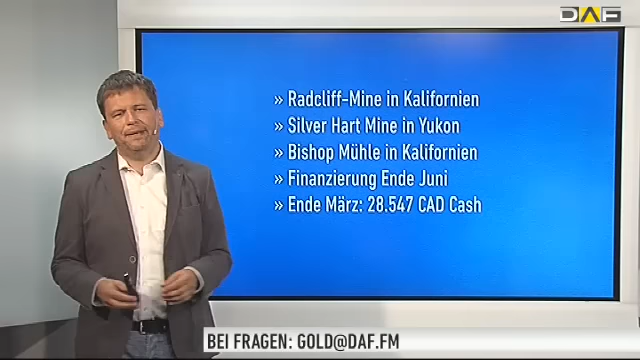 DAF
» Radcliff-Mine in Kalifornien
» Silver Hart Mine in Yukon
» Bishop Mühle in Kalifornien
» Finanzierung Ende Juni
» Ende März: 28.547 CAD Cash
BEI FRAGEN: GOLD@DAF.FM